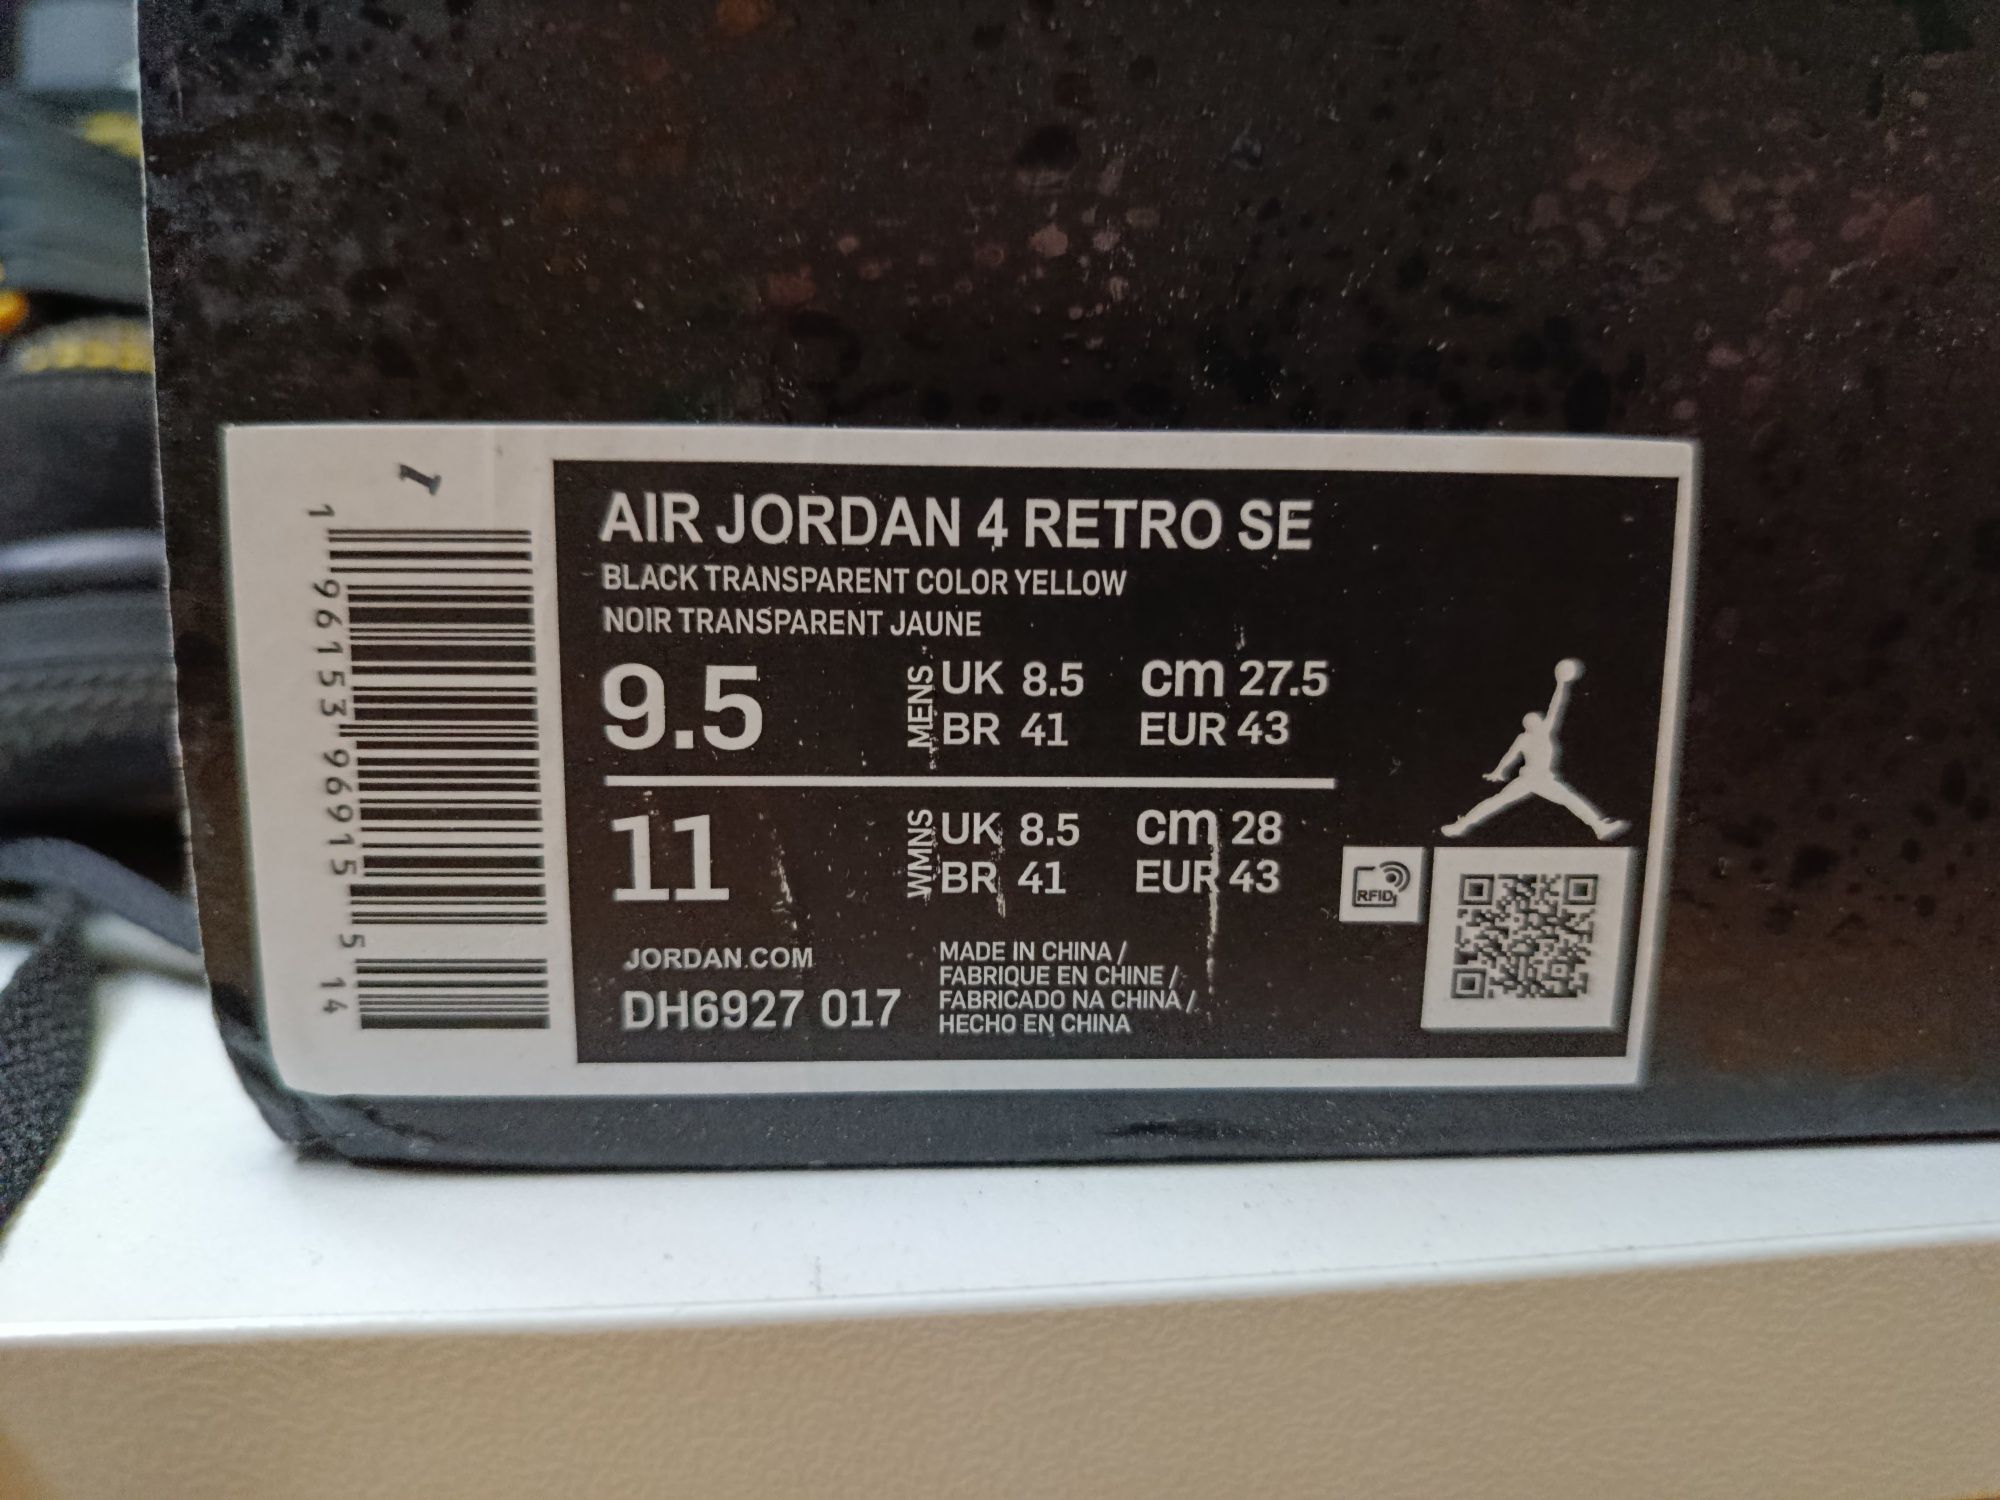 1
1 96153 96915 5 14
AIR JORDAN 4 RETRO SE
BLACK TRANSPARENT COLOR YELLOW
NOIR TRANSPARENT JAUNE
9.5 MENS UK 8.5 cm 27.5
BR 41 EUR 43
11 WMNS UK 8.5 cm 28
BR 41 EUR 43
RFID
JORDAN.COM
DH6927 017
MADE IN CHINA /
FABRIQUE EN CHINE /
FABRICADO NA CHINA /
HECHO EN CHINA